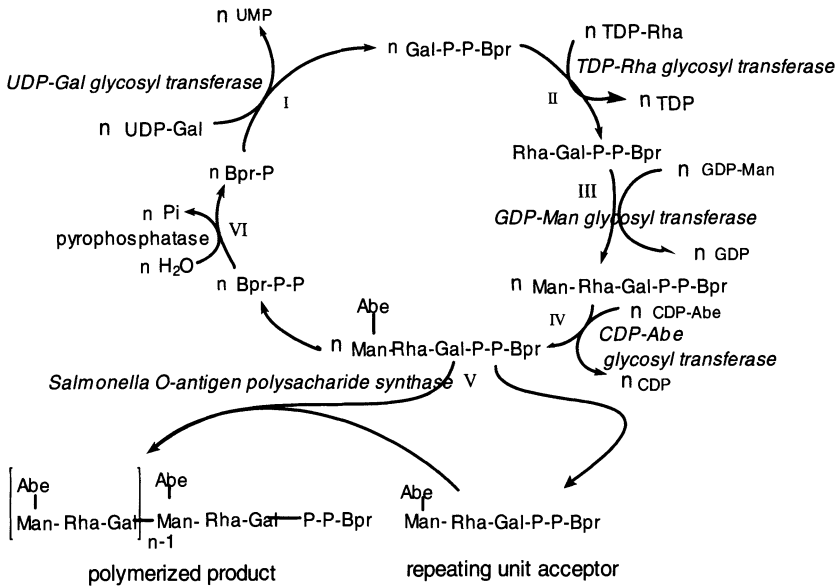 n UMP
n Gal-P-P-Bpr
n TDP-Rha
UDP-Gal glycosyl transferase
TDP-Rha glycosyl transferase
I
II
n TDP
n UDP-Gal
Rha-Gal-P-P-Bpr
n Bpr-P
III
n GDP-Man
n Pi
VI
GDP-Man glycosyl transferase
pyrophosphatase
n GDP
n H2O
n Bpr-P-P
n Man-Rha-Gal-P-P-Bpr
Abe
IV
n CDP-Abe
CDP-Abe
n Man-Rha-Gal-P-P-Bpr
glycosyl transferase
Salmonella O-antigen polysacharide synthase
V
n CDP
Abe
Abe
Abe
Man- Rha-Gal
Man- Rha-Gal
P-P-Bpr
Man- Rha-Gal-P-P-Bpr
n-1
polymerized product
repeating unit acceptor